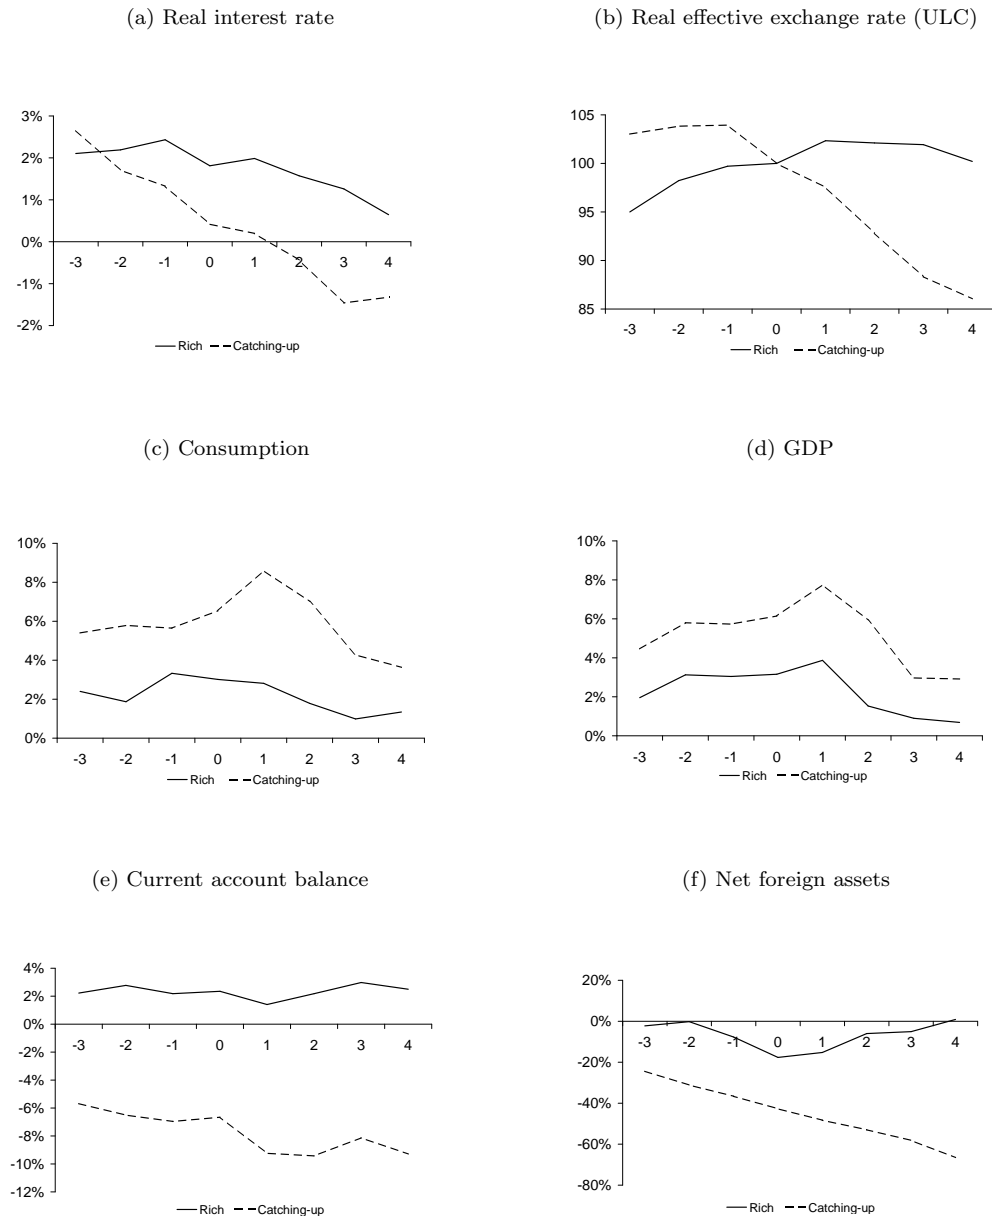 (a) Real interest rate
3%
2%
1%
0%
-1%
-2%
-3 -2 -1 0 1 2 3 4
Rich Catching-up
(b) Real effective exchange rate (ULC)
105
100
95
90
85
-3 -2 -1 0 1 2 3 4
Rich Catching-up
(c) Consumption
10%
8%
6%
4%
2%
0%
-3 -2 -1 0 1 2 3 4
Rich Catching-up
(d) GDP
10%
8%
6%
4%
2%
0%
-3 -2 -1 0 1 2 3 4
Rich Catching-up
(e) Current account balance
4%
2%
0%
-2%
-4%
-6%
-8%
-10%
-12%
-3 -2 -1 0 1 2 3 4
Rich Catching-up
(f) Net foreign assets
20%
0%
-20%
-40%
-60%
-80%
-3 -2 -1 0 1 2 3 4
Rich Catching-up